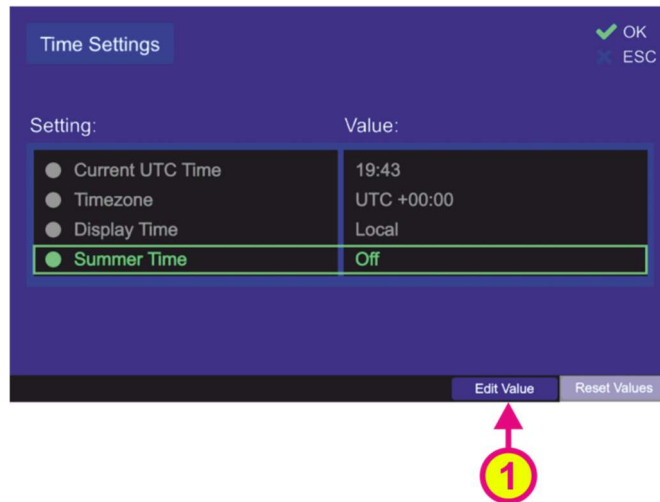 Time Settings
OK
ESC
Setting:
Value:
Current UTC Time 19:43
Timezone UTC +00:00
Display Time Local
Summer Time Off
Edit Value Reset Values
1